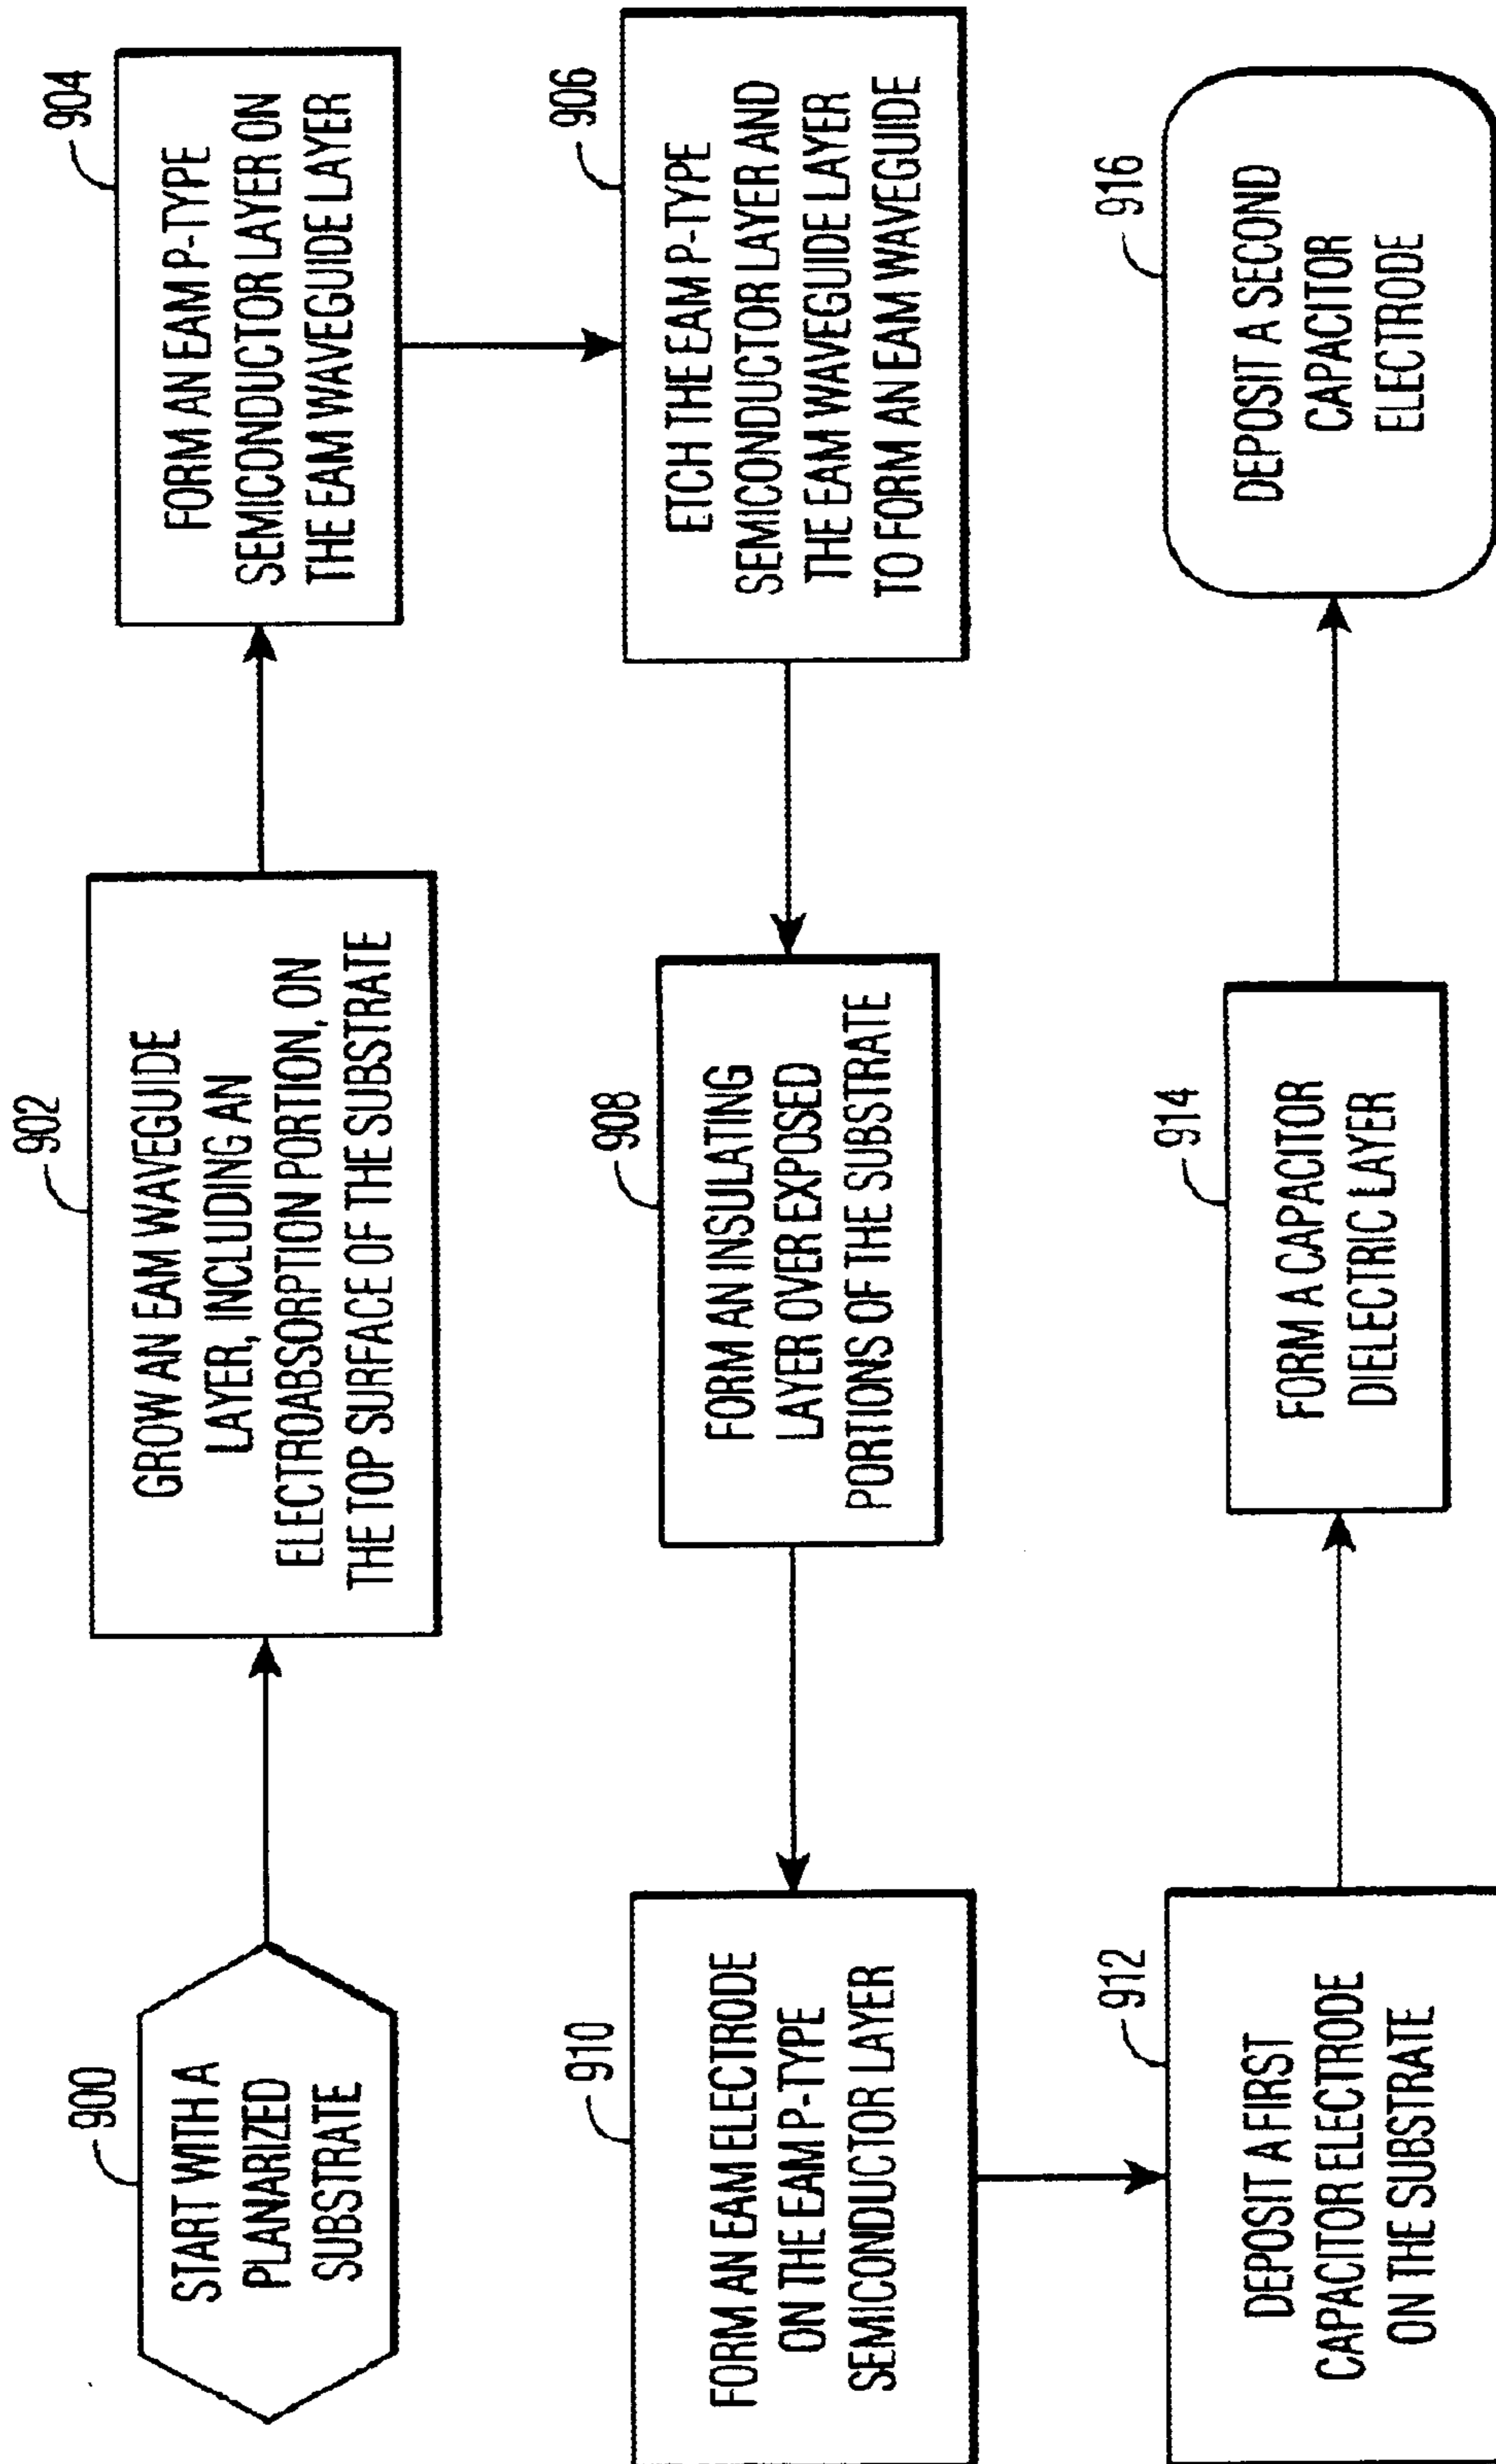 900
START WITH A
PLANARIZED
SUBSTRATE
902
GROW AN EAM WAVEGUIDE
LAYER, INCLUDING AN
ELECTROABSORPTION PORTION, ON
THE TOP SURFACE OF THE SUBSTRATE
904
FORM AN EAM P-TYPE
SEMICONDUCTOR LAYER ON
THE EAM WAVEGUIDE LAYER
906
ETCH THE EAM P-TYPE
SEMICONDUCTOR LAYER AND
THE EAM WAVEGUIDE LAYER
TO FORM AN EAM WAVEGUIDE
908
FORM AN INSULATING
LAYER OVER EXPOSED
PORTIONS OF THE SUBSTRATE
910
FORM AN EAM ELECTRODE
ON THE EAM P-TYPE
SEMICONDUCTOR LAYER
912
DEPOSIT A FIRST
CAPACITOR ELECTRODE
ON THE SUBSTRATE
914
FORM A CAPACITOR
DIELECTRIC LAYER
916
DEPOSIT A SECOND
CAPACITOR
ELECTRODE